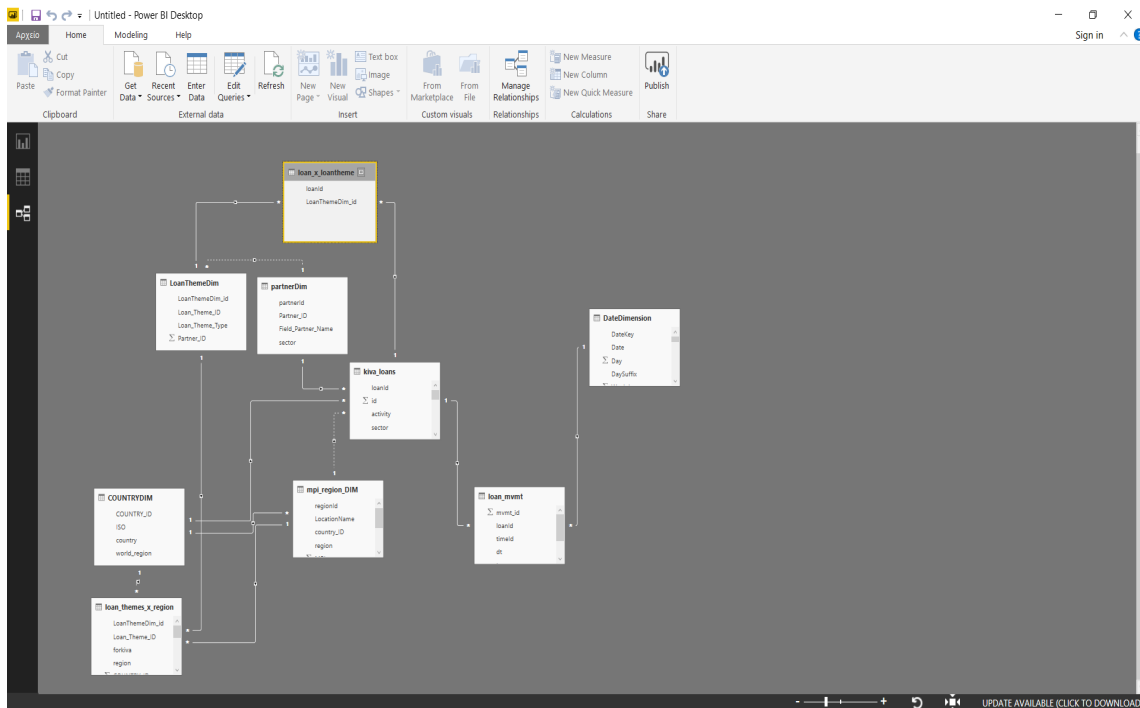 Untitled - Power BI Desktop
Αρχείο Home Modeling Help Sign in
Paste
Cut
Copy
Format Painter
Clipboard
Get Data
Recent Sources
Enter Data
Edit Queries
Refresh
External data
New Page
New Visual
Text box
Image
Shapes
Insert
From Marketplace
From File
Custom visuals
Manage Relationships
Relationships
New Measure
New Column
New Quick Measure
Calculations
Publish
Share
loan_x_loantheme
loanId
LoanThemeDim_id
LoanThemeDim
LoanThemeDim_id
Loan_Theme_ID
Loan_Theme_Type
Σ Partner_ID
partnerDim
partnerId
Partner_ID
Field_Partner_Name
sector
DateDimension
DateKey
Date
Σ Day
DaySuffix
kiva_loans
loanId
Σ id
activity
sector
COUNTRYDIM
COUNTRY_ID
ISO
country
world_region
mpi_region_DIM
regionId
LocationName
country_ID
region
loan_mvmt
Σ mvmt_id
loanId
timeId
dt
loan_themes_x_region
LoanThemeDim_id
Loan_Theme_ID
forkiva
region
UPDATE AVAILABLE (CLICK TO DOWNLOAD